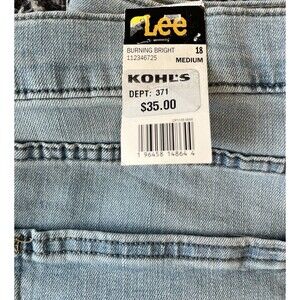 Lee
BURNING BRIGHT 18
112346725 MEDIUM
KOHL'S
DEPT: 371
$35.00
1 96458 14864 4